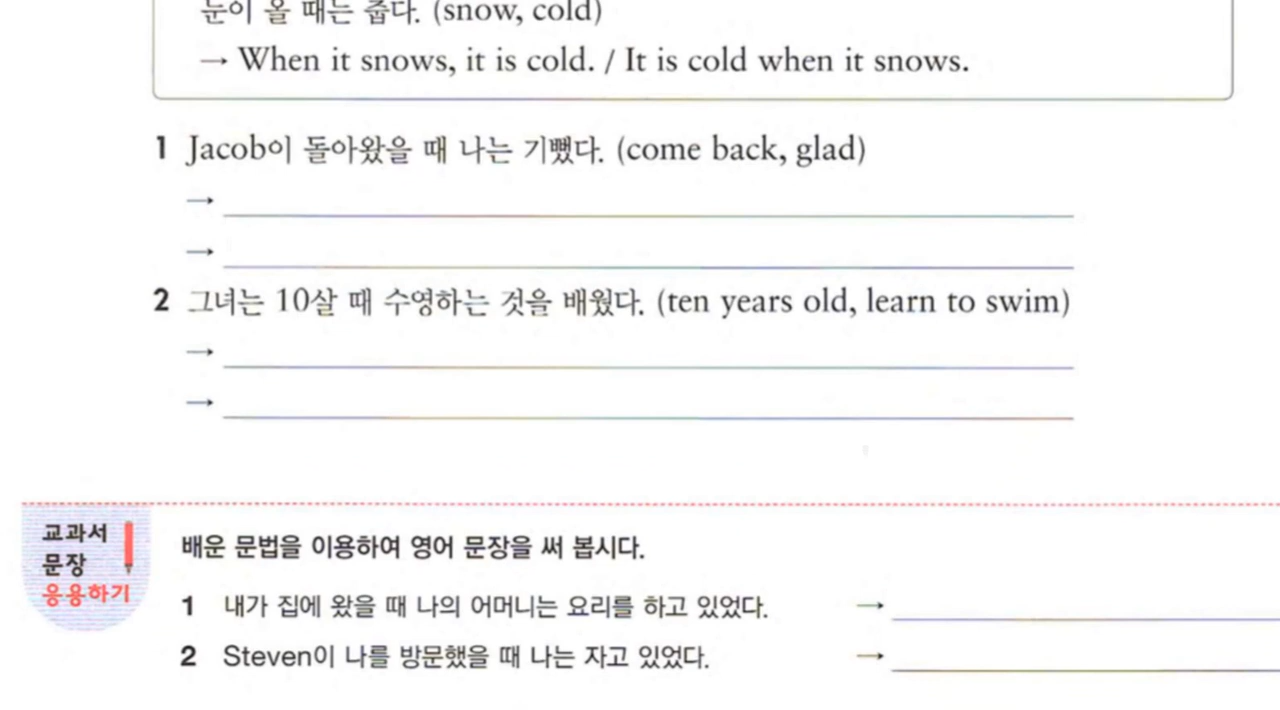 눈이 올 때는 춥다. (snow, cold)
→ When it snows, it is cold. / It is cold when it snows.
1 Jacob이 돌아왔을 때 나는 기뻤다. (come back, glad)
→
→
2 그녀는 10살 때 수영하는 것을 배웠다. (ten years old, learn to swim)
→
→
교과서
문장
응용하기
배운 문법을 이용하여 영어 문장을 써 봅시다.
1 내가 집에 왔을 때 나의 어머니는 요리를 하고 있었다. →
2 Steven이 나를 방문했을 때 나는 자고 있었다. →